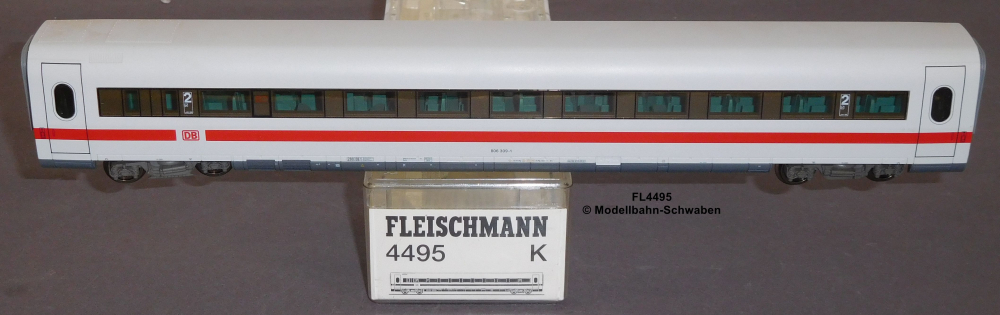 2
2
DB
FL4495
© Modellbahn-Schwaben
FLEISCHMANN
4495 K